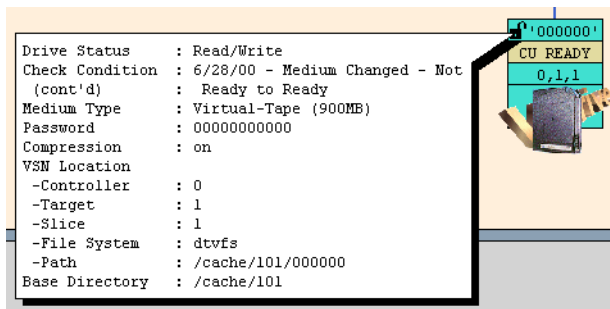 '000000'
CU READY
0,1,1
Drive Status : Read/Write
Check Condition : 6/28/00 - Medium Changed - Not
(cont'd) : Ready to Ready
Medium Type : Virtual-Tape (900MB)
Password : 00000000000
Compression : on
VSN Location
-Controller : 0
-Target : 1
-Slice : 1
-File System : dtvfs
-Path : /cache/101/000000
Base Directory : /cache/101